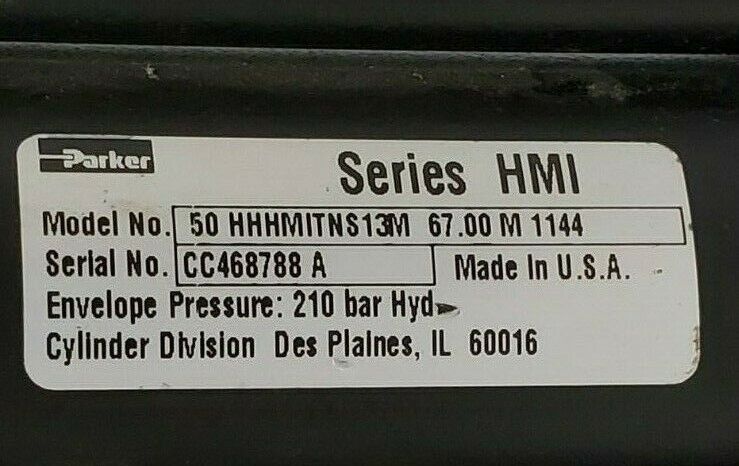 Parker
Series HMI
Model No. 50 HHHMITNS13M 67.00 M 1144
Serial No. CC468788 A Made In U.S.A.
Envelope Pressure: 210 bar Hyd.
Cylinder Division Des Plaines, IL 60016